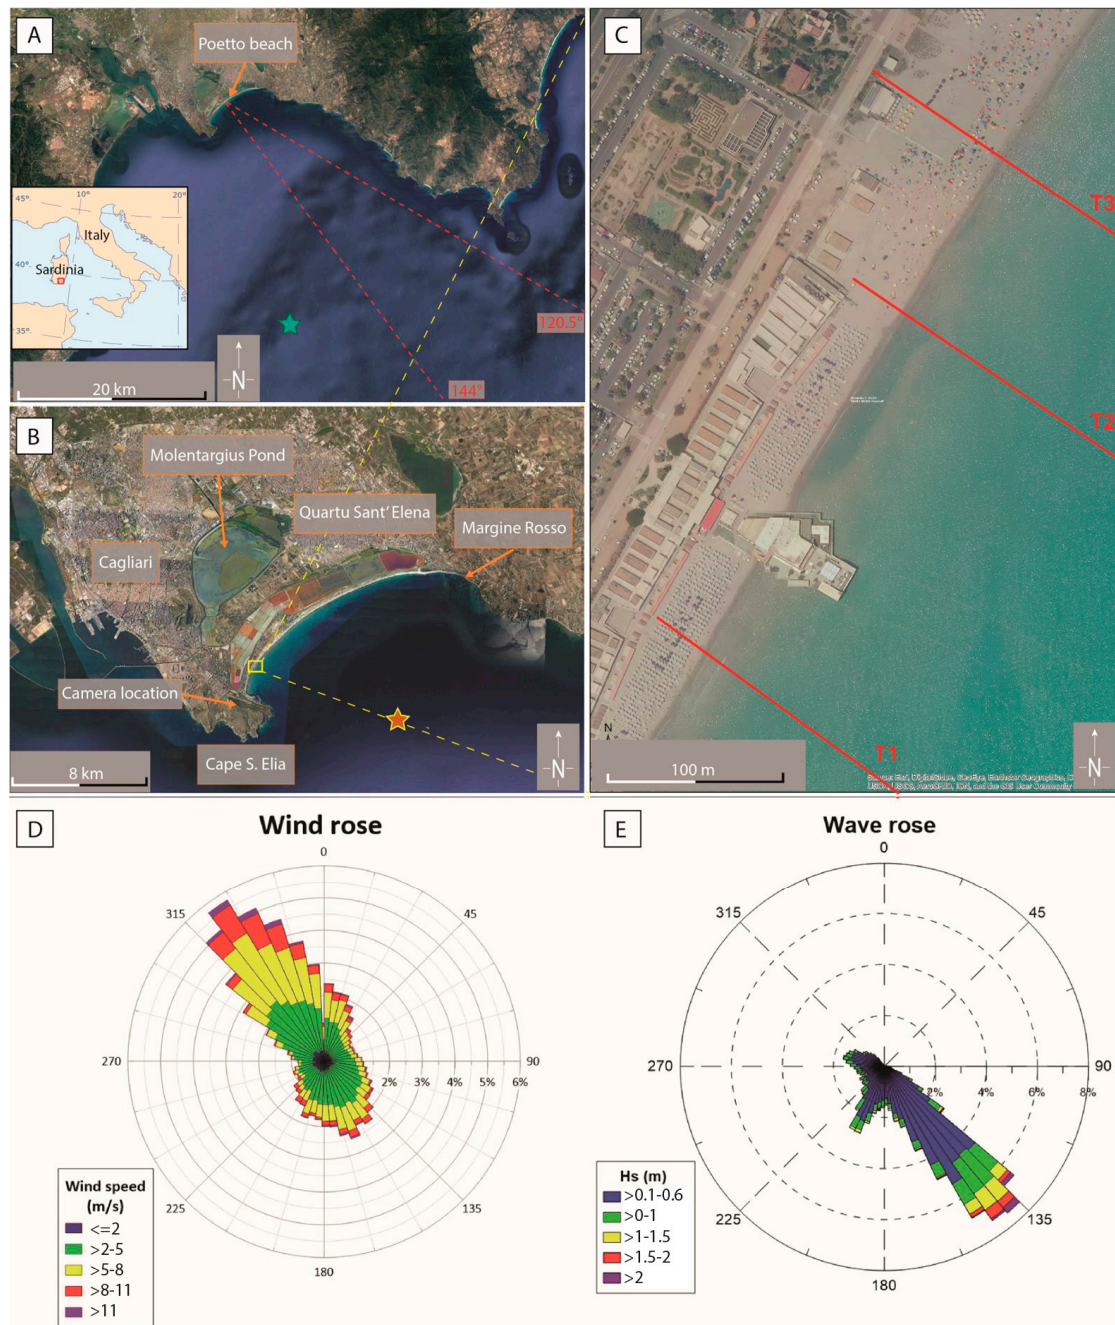 A
Poetto beach
10°
20°
45°
Italy
40°
Sardinia
35°
120.5°
144°
20 km
N
B
Molentargius Pond
Quartu Sant' Elena
Margine Rosso
Cagliari
Camera location
Cape S. Elia
8 km
N
C
T3
T2
T1
N
100 m
N
D
Wind rose
0
315
45
270
90
2%
3%
4%
5%
6%
225
135
180
Wind speed
(m/s)
<=2
>2-5
>5-8
>8-11
>11
E
Wave rose
0
315
45
270
90
2%
4%
6%
8%
225
135
180
Hs (m)
>0.1-0.6
>0-1
>1-1.5
>1.5-2
>2